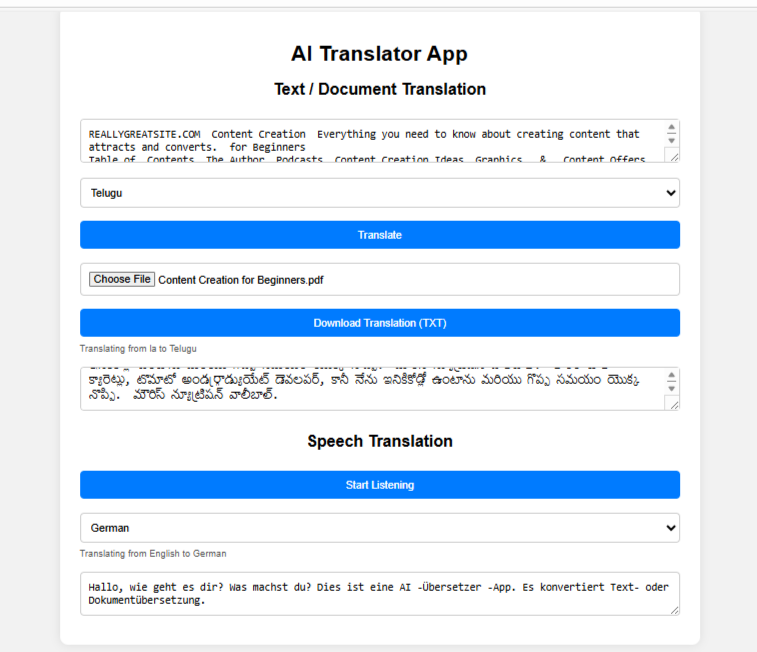 AI Translator App
Text / Document Translation
REALLYGREATSITE.COM Content Creation Everything you need to know about creating content that
attracts and converts. for Beginners
Table of Contents The Author Podcasts Content Creation Ideas Graphics & Content Offers
Telugu
Translate
Choose File Content Creation for Beginners.pdf
Download Translation (TXT)
Translating from la to Telugu
క్యారెట్లు, టొమాటో అండర్గ్రాడ్యుయేట్ డెవలపర్, కానీ నేను ఇనికికోడ్లో ఉంటాను మరియు గొప్ప సమయం యొక్క
నొప్పి. మౌరిస్ న్యూట్రిషన్ వాలీబాల్.
Speech Translation
Start Listening
German
Translating from English to German
Hallo, wie geht es dir? Was machst du? Dies ist eine AI -Übersetzer -App. Es konvertiert Text- oder
Dokumentübersetzung.